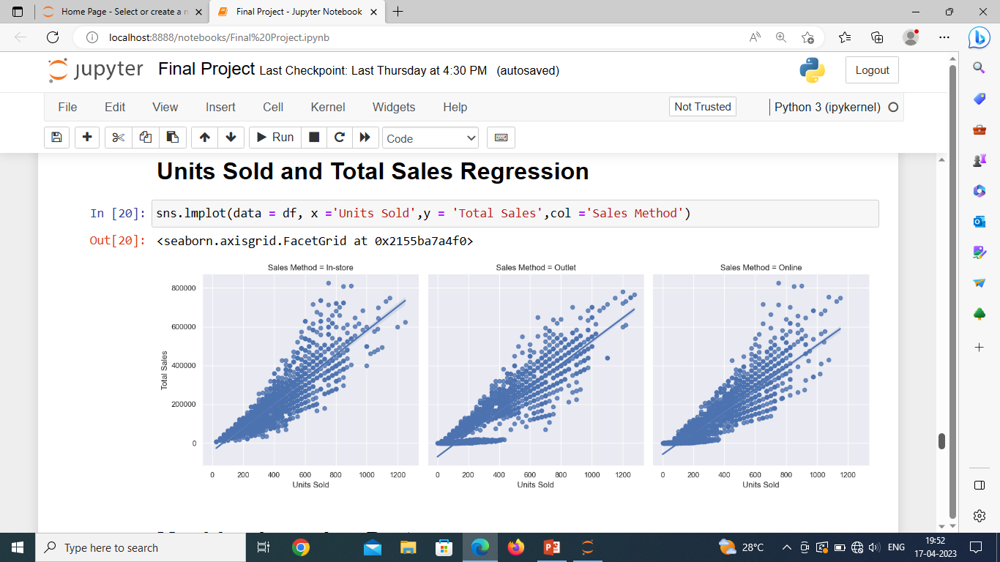 Home Page - Select or create a n
Final Project - Jupyter Notebook
localhost:8888/notebooks/Final%20Project.ipynb
jupyter Final Project Last Checkpoint: Last Thursday at 4:30 PM (autosaved)
Logout
File Edit View Insert Cell Kernel Widgets Help
Not Trusted
Python 3 (ipykernel)
Run
Code
Units Sold and Total Sales Regression
In [20]: sns.lmplot(data = df, x ='Units Sold',y = 'Total Sales',col ='Sales Method')
Out[20]: <seaborn.axisgrid.FacetGrid at 0x2155ba7a4f0>
Sales Method = In-store
Sales Method = Outlet
Sales Method = Online
800000
600000
400000
200000
0
Total Sales
0 200 400 600 800 1000 1200
0 200 400 600 800 1000 1200
0 200 400 600 800 1000 1200
Units Sold
Units Sold
Units Sold
Type here to search
28°C
ENG
19:52
17-04-2023